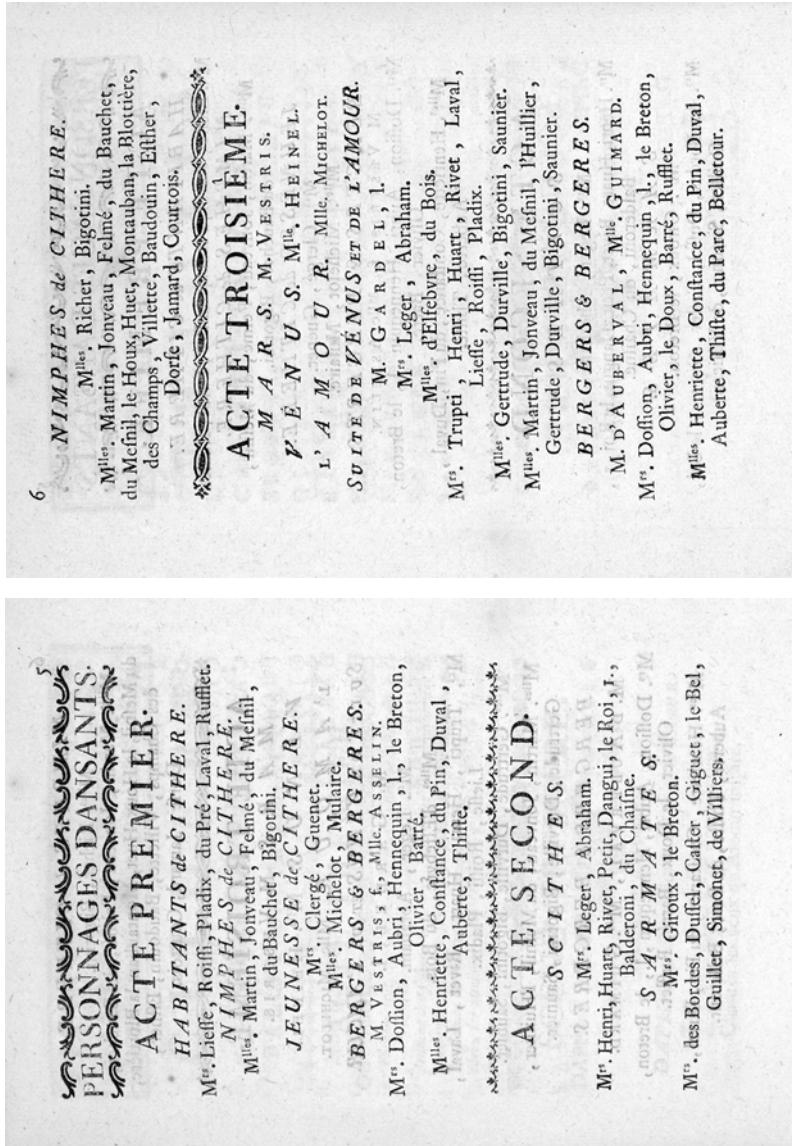 5
PERSONNAGES DANSANTS.
ACTE PREMIER.
HABITANTS de CITHERE.
Mrs. Lieſſe, Roiſſi, Pladix, du Pré, Laval, Rufflet.
NIMPHES de CITHERE.
Mlles. Martin, Jonveau, Felmé, du Meſnil,
du Bauchet, Bigotini.
JEUNESSE de CITHERE.
Mrs. Clergé, Guenet.
Mlles. Michelot, Mulaire.
BERGERS & BERGERES.
M. VESTRIS, f., Mlle. ASSELIN.
Mrs. Doſſion, Aubri, Hennequin, l., le Breton,
Olivier, Barré.
Mlles. Henriette, Conſtance, du Pin, Duval,
Auberte, Thiſte.
ACTE SECOND.
SCITHES.
Mrs. Leger, Abraham.
Mrs. Henri, Huart, Rivet, Petit, Dangui, le Roi, 1.,
Balderoni, du Chaiſne.
SARMATES.
Mrs. Giroux, le Breton.
Mrs. des Bordes, Duſſel, Caſter, Giguet, le Bel,
Guillet, Simonet, de Villiers.
6
NIMPHES de CITHERE.
Mlles. Richer, Bigotini.
Mlles. Martin, Jonveau, Felmé, du Bauchet,
du Meſnil, le Houx, Huet, Montauban, la Blottière,
des Champs, Villette, Baudouin, Eſther,
Dorſe, Jamard, Courtois.
ACTE TROISIÈME.
MARS. M. VESTRIS.
VÉNUS. Mlle. HEINEL.
L'AMOUR. Mlle. MICHELOT.
SUITE DE VÉNUS ET DE L'AMOUR.
M. GARDEL, l.
Mrs. Leger, Abraham.
Mlles. d'Elfebvre, du Bois.
Mrs. Trupti, Henri, Huart, Rivet, Laval,
Lieſſe, Roiſſi, Pladix.
Mlles. Gertrude, Durville, Bigotini, Saunier.
Mlles. Martin, Jonveau, du Meſnil, l'Huillier,
Gertrude, Durville, Bigotini, Saunier.
BERGERS & BERGERES.
M. D'AUBERVAL, Mlle. GUIMARD.
Mrs. Doſſion, Aubri, Hennequin, l., le Breton,
Olivier, le Doux, Barré, Rufflet.
Mlles. Henriette, Conſtance, du Pin, Duval,
Auberte, Thiſte, du Parc, Belletour.